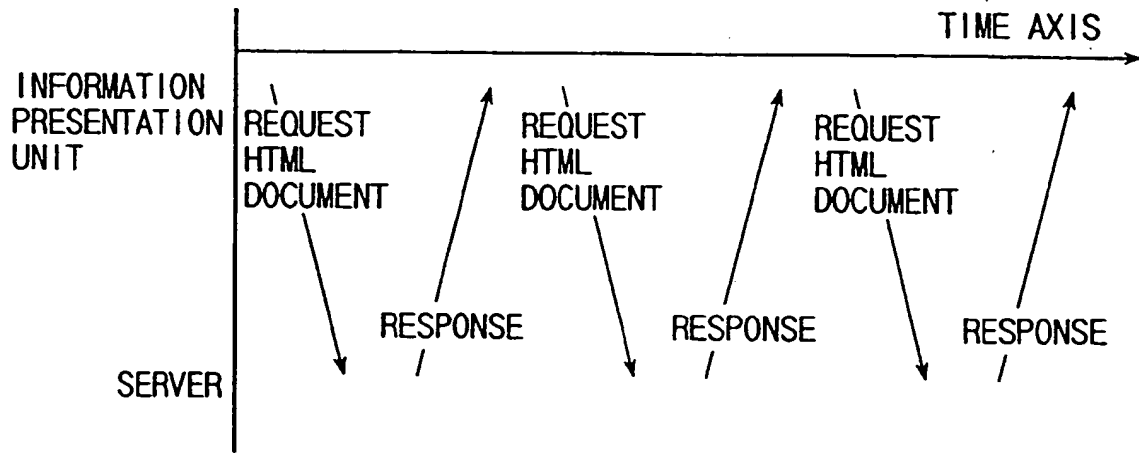 TIME AXIS
INFORMATION
PRESENTATION
UNIT
REQUEST
HTML
DOCUMENT
REQUEST
HTML
DOCUMENT
REQUEST
HTML
DOCUMENT
RESPONSE
RESPONSE
RESPONSE
SERVER